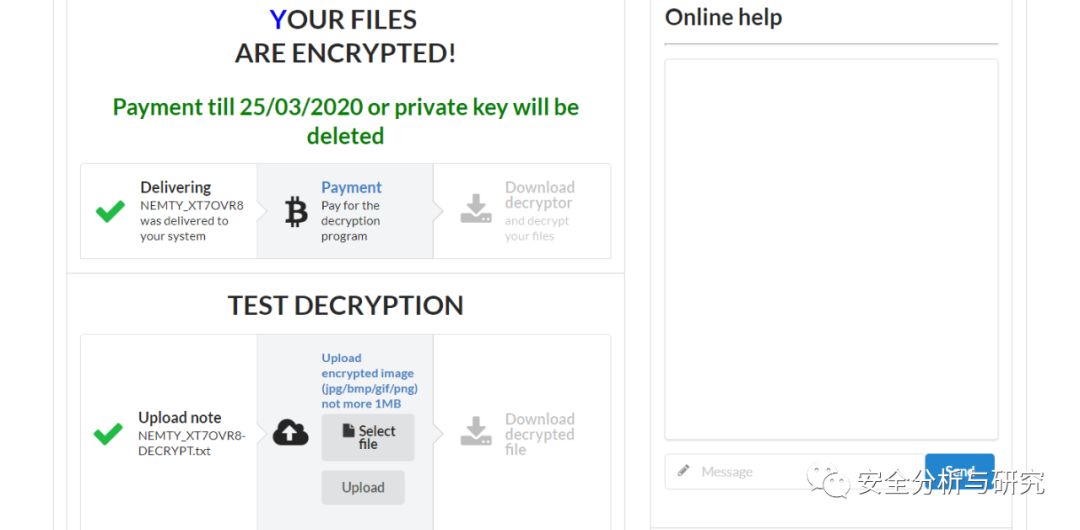 YOUR FILES
ARE ENCRYPTED!
Payment till 25/03/2020 or private key will be
deleted
Delivering
NEMTY_XT7OVR8
was delivered to
your system
Payment
Pay for the
decryption
program
Download
decryptor
and decrypt
your files
TEST DECRYPTION
Upload note
NEMTY_XT7OVR8-
DECRYPT.txt
Upload
encrypted image
(jpg/bmp/gif/png)
not more 1MB
Select
file
Upload
Download
decrypted
file
Online help
Message
Send
安全分析与研究